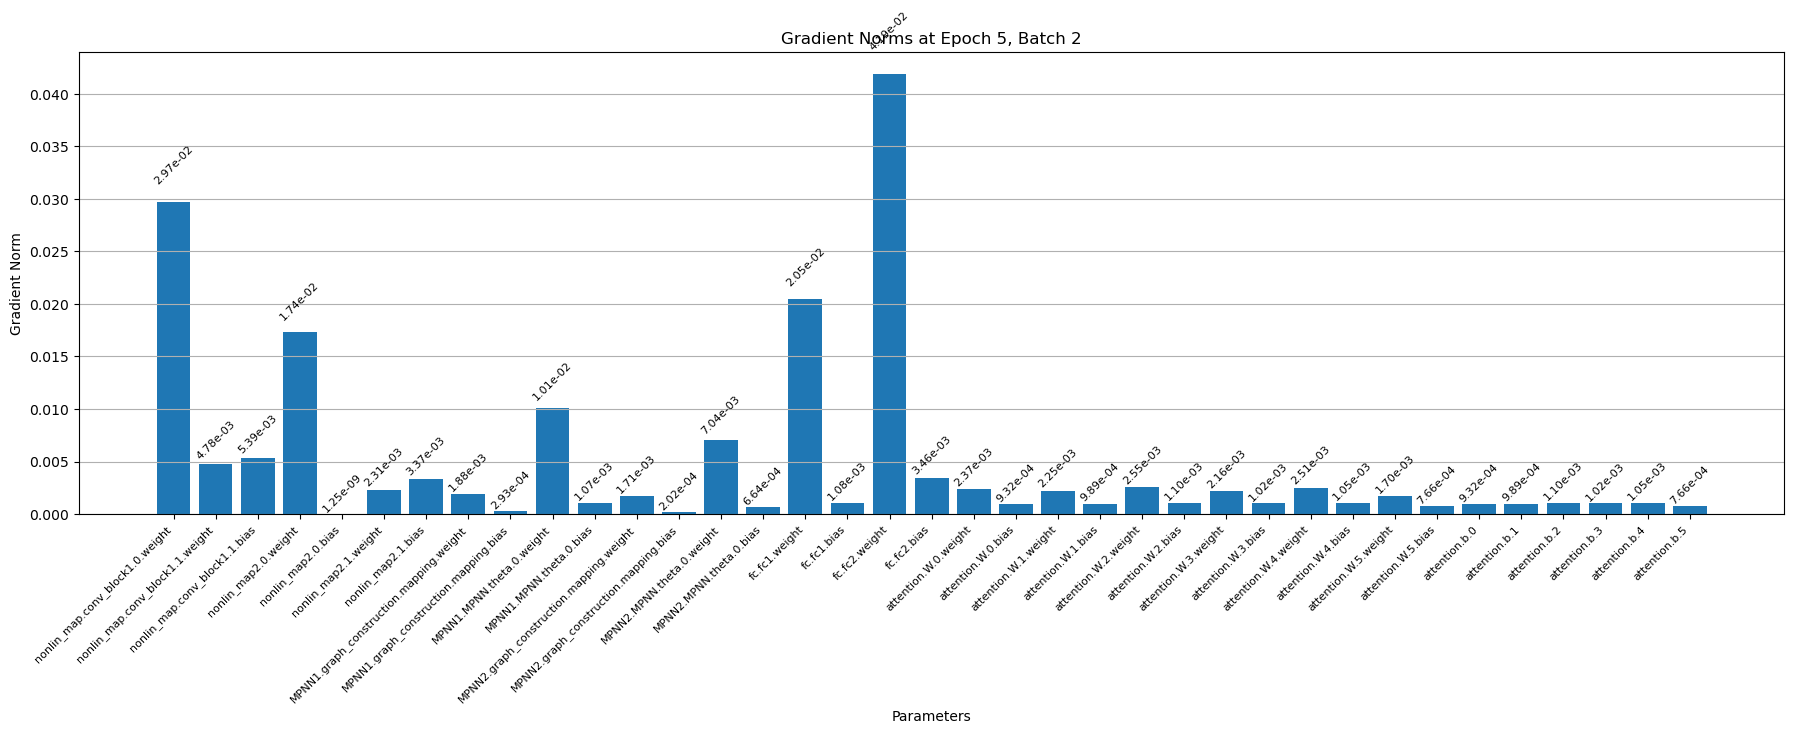 Gradient Norms at Epoch 5, Batch 2
Gradient Norm
0.040
0.035
0.030
0.025
0.020
0.015
0.010
0.005
0.000
2.97e-02
4.78e-03
5.39e-03
1.74e-02
1.25e-09
2.31e-03
3.37e-03
1.88e-03
2.93e-04
1.01e-02
1.07e-03
1.71e-03
2.02e-04
7.04e-03
6.64e-04
2.05e-02
1.08e-03
4.19e-02
3.46e-03
2.37e-03
9.32e-04
2.25e-03
9.89e-04
2.55e-03
1.10e-03
2.16e-03
1.02e-03
2.51e-03
1.05e-03
1.70e-03
7.66e-04
9.32e-04
9.89e-04
1.10e-03
1.02e-03
1.05e-03
7.66e-04
nonlin_map.conv_block1.0.weight
nonlin_map.conv_block1.1.weight
nonlin_map.conv_block1.1.bias
nonlin_map2.0.weight
nonlin_map2.0.bias
nonlin_map2.1.weight
nonlin_map2.1.bias
MPNN1.graph_construction.mapping.weight
MPNN1.graph_construction.mapping.bias
MPNN1.MPNN.theta.0.weight
MPNN1.MPNN.theta.0.bias
MPNN2.graph_construction.mapping.weight
MPNN2.graph_construction.mapping.bias
MPNN2.MPNN.theta.0.weight
MPNN2.MPNN.theta.0.bias
fc.fc1.weight
fc.fc1.bias
fc.fc2.weight
fc.fc2.bias
attention.W.0.weight
attention.W.0.bias
attention.W.1.weight
attention.W.1.bias
attention.W.2.weight
attention.W.2.bias
attention.W.3.weight
attention.W.3.bias
attention.W.4.weight
attention.W.4.bias
attention.W.5.weight
attention.W.5.bias
attention.b.0
attention.b.1
attention.b.2
attention.b.3
attention.b.4
attention.b.5
Parameters